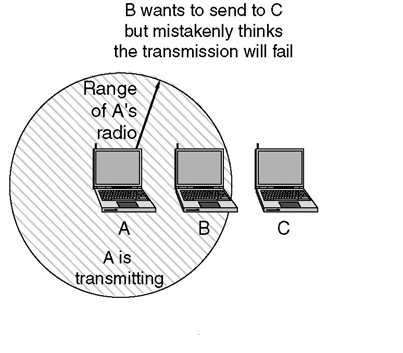 B wants to send to C
but mistakenly thinks
the transmission will fail
Range
of A's
radio
A
B
C
A is
transmitting